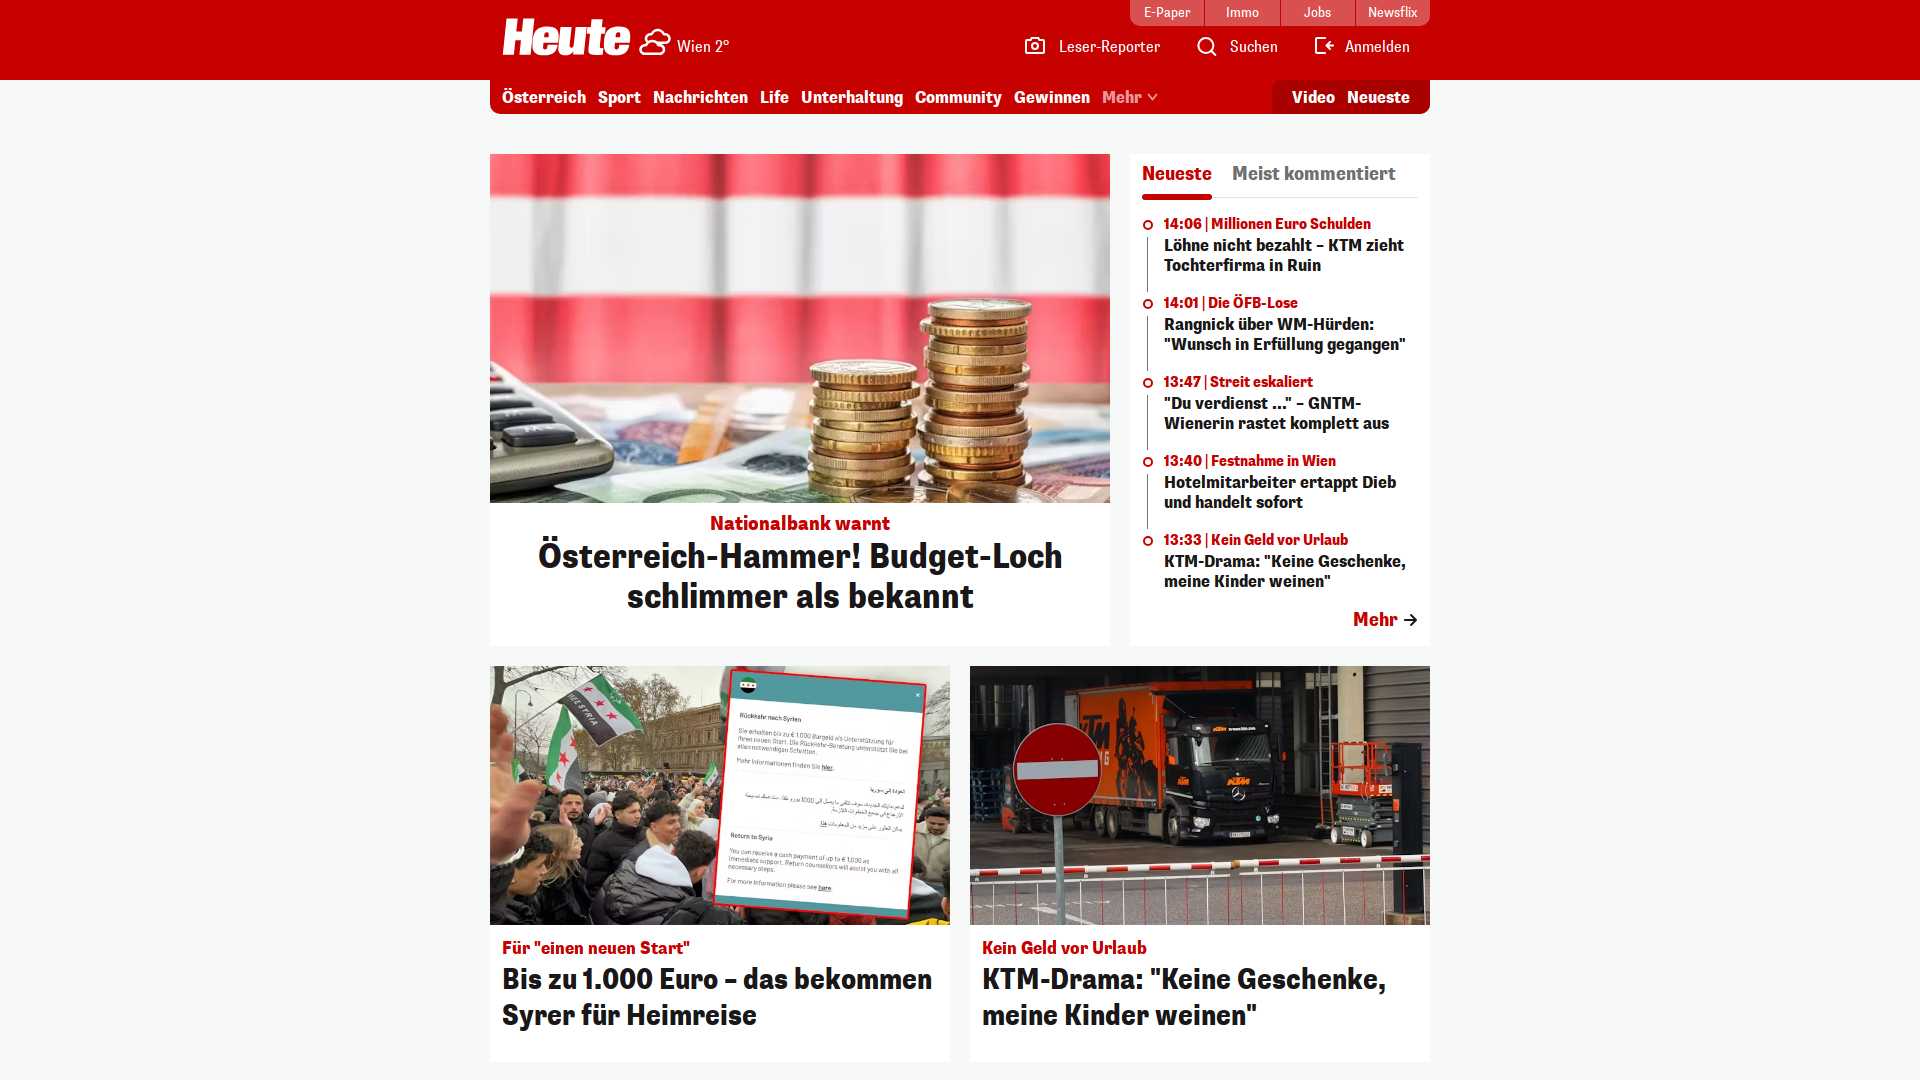 E-Paper
Immo
Jobs
Newsflix
Heute
Wien 2°
Leser-Reporter
Suchen
Anmelden
Österreich
Sport
Nachrichten
Life
Unterhaltung
Community
Gewinnen
Mehr
Video
Neueste
Nationalbank warnt
Österreich-Hammer! Budget-Loch
schlimmer als bekannt
Neueste
Meist kommentiert
14:06 | Millionen Euro Schulden
Löhne nicht bezahlt – KTM zieht
Tochterfirma in Ruin
14:01 | Die ÖFB-Lose
Rangnick über WM-Hürden:
"Wunsch in Erfüllung gegangen"
13:47 | Streit eskaliert
"Du verdienst ..." – GNTM-
Wienerin rastet komplett aus
13:40 | Festnahme in Wien
Hotelmitarbeiter ertappt Dieb
und handelt sofort
13:33 | Kein Geld vor Urlaub
KTM-Drama: "Keine Geschenke,
meine Kinder weinen"
Mehr
Rückkehr nach Syrien
Sie erhalten bis zu € 1.000 Bargeld als Unterstützung für
Ihren neuen Start. Die Rückkehr-Beratung unterstützt Sie bei
allen notwendigen Schritten.
Mehr Informationen finden Sie hier.
العودة إلى سوريا
Return to Syria
You can receive a cash payment of up to € 1,000 as
immediate support. Return counselors will assist you with all
necessary steps.
For more information please see here.
KTM
KTM
Für "einen neuen Start"
Bis zu 1.000 Euro – das bekommen
Syrer für Heimreise
Kein Geld vor Urlaub
KTM-Drama: "Keine Geschenke,
meine Kinder weinen"